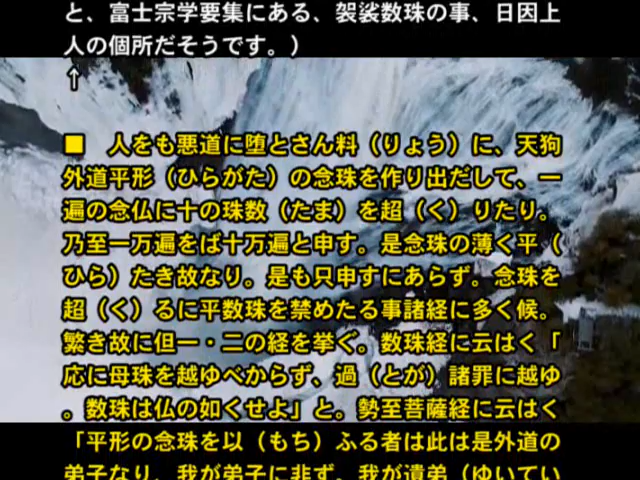 と、富士宗学要集にある、袈裟数珠の事、日因上
人の個所だそうです。）
↑
■　人をも悪道に堕とさん料（りょう）に、天狗
外道平形（ひらがた）の念珠を作り出だして、一
遍の念仏に十の珠数（たま）を超（く）りたり。
乃至一万遍をば十万遍と申す。是念珠の薄く平（
ひら）たき故なり。是も只申すにあらず。念珠を
超（く）るに平数珠を禁めたる事諸経に多く候。
繁き故に但一・二の経を挙ぐ。数珠経に云はく「
応に母珠を越ゆべからず、過（とが）諸罪に越ゆ
。数珠は仏の如くせよ」と。勢至菩薩経に云はく
「平形の念珠を以（もち）ふる者は此は是外道の
弟子なり、我が弟子に非ず。我が遺弟（ゆいてい